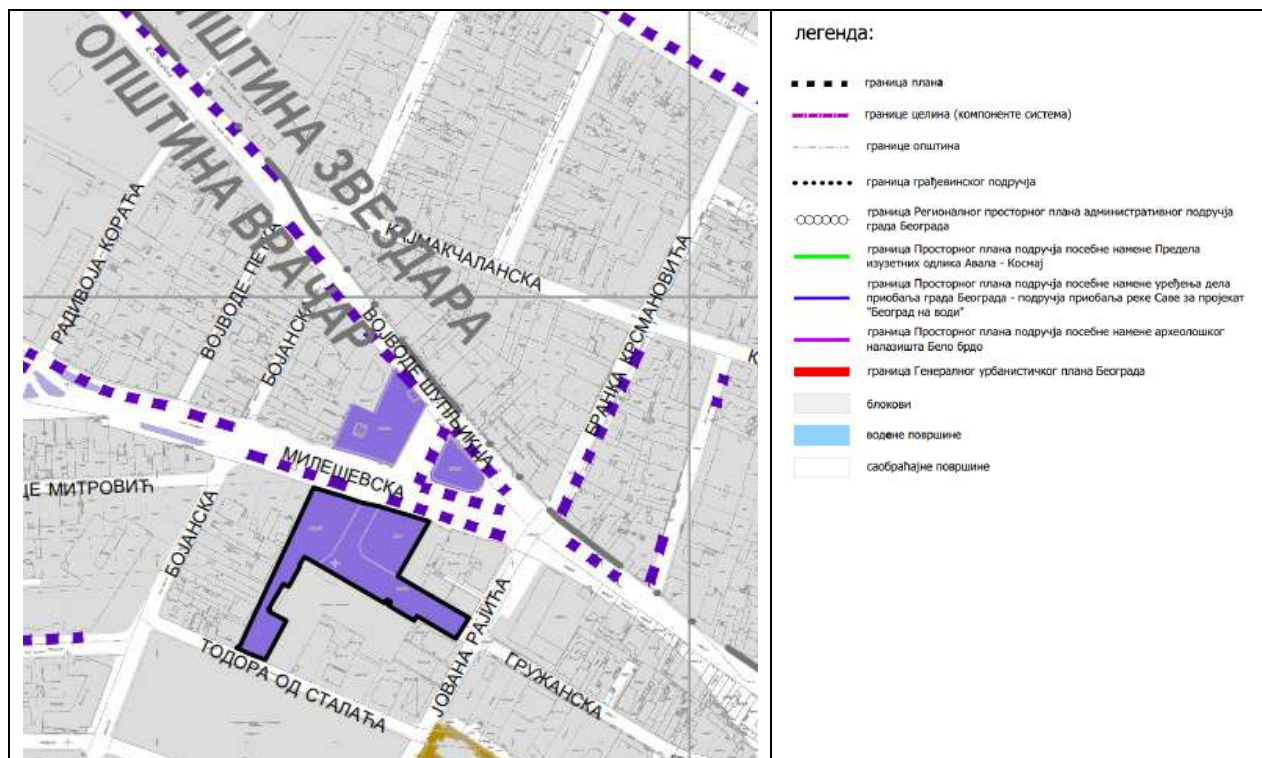 ОПШТИНА ЗВЕЗДАРА
ОПШТИНА ВРАЧАР
РАДИВОЈА КОРАЋА
ВОЈВОДЕ ПЕТКА
БОЈАНСКА
КАЈМАКЧАЛАНСКА
ВОЈВОДЕ ШУПЉИКЦА
БРАНКА КРСМАНОВИЋА
МИЛЕШЕВСКА
МИТРОВИЋ
БОЈАНСКА
ТОДОРА ОД СТАЛАЋА
ЈОВАНА РАЈИЋА
ГРУЖАНСКА
легенда:
граница плана
границе целина (компоненте система)
границе општина
граница грађевинског подручја
граница Регионалног просторног плана административног подручја
града Београда
граница Просторног плана подручја посебне намене Предела
изузетних одлика Авала - Космај
граница Просторног плана подручја посебне намене уређења дела
приобаља града Београда - подручја приобаља реке Саве за пројекат
"Београд на води"
граница Просторног плана подручја посебне намене археолошког
налазишта Бело брдо
граница Генералног урбанистичког плана Београда
блокови
водене површине
саобраћајне површине